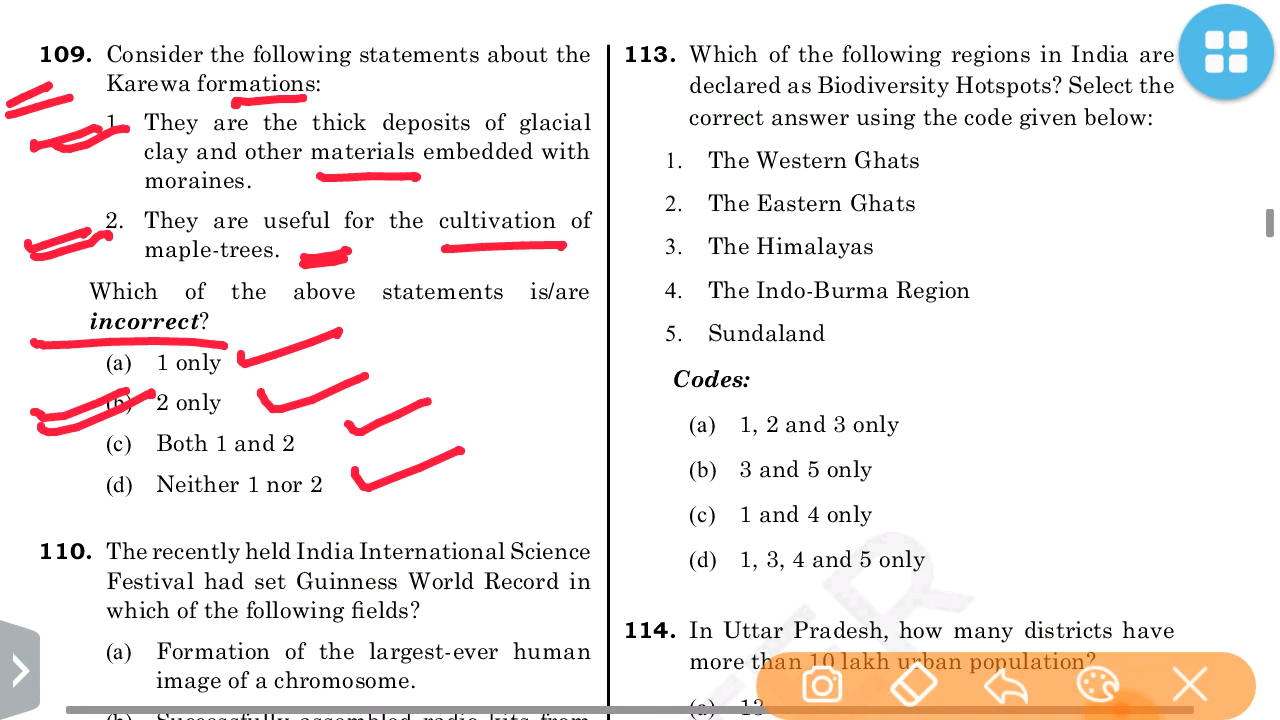 109. Consider the following statements about the
Karewa formations:
1. They are the thick deposits of glacial
clay and other materials embedded with
moraines.
2. They are useful for the cultivation of
maple-trees.
Which of the above statements is/are
incorrect?
(a) 1 only
(b) 2 only
(c) Both 1 and 2
(d) Neither 1 nor 2
110. The recently held India International Science
Festival had set Guinness World Record in
which of the following fields?
(a) Formation of the largest-ever human
image of a chromosome.
(b) Successfully assembled radio kits from
113. Which of the following regions in India are
declared as Biodiversity Hotspots? Select the
correct answer using the code given below:
1. The Western Ghats
2. The Eastern Ghats
3. The Himalayas
4. The Indo-Burma Region
5. Sundaland
Codes:
(a) 1, 2 and 3 only
(b) 3 and 5 only
(c) 1 and 4 only
(d) 1, 3, 4 and 5 only
114. In Uttar Pradesh, how many districts have
more than 10 lakh urban population?
(a)